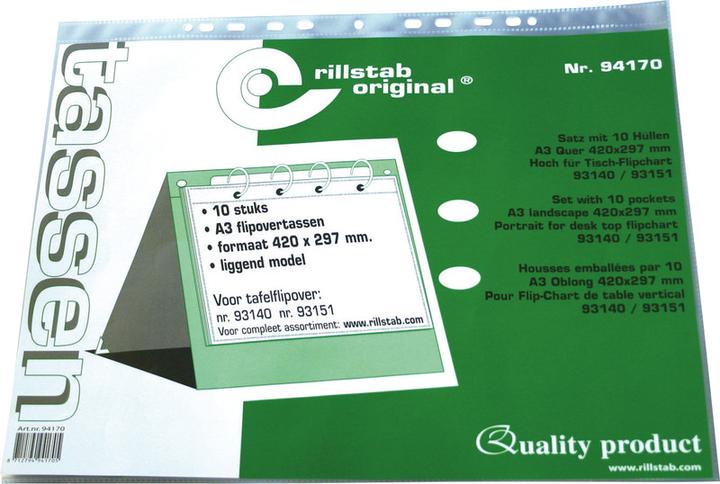 tassen
rillstab
original ®
Nr. 94170
• 10 stuks
• A3 flipovertassen
• formaat 420 x 297 mm.
• liggend model
Voor tafelflipover:
nr. 93140 nr. 93151
Voor compleet assortiment: www.rillstab.com
Satz mit 10 Hüllen
A3 Quer 420x297 mm
Hoch für Tisch-Flipchart
93140 / 93151
Set with 10 pockets
A3 landscape 420x297 mm
Portrait for desk top flipchart
93140 / 93151
Housses emballées par 10
A3 Oblong 420x297 mm
Pour Flip-Chart de table vertical
93140 / 93151
Art.nr. 94170
8 712794 941705
Quality product
www.rillstab.com